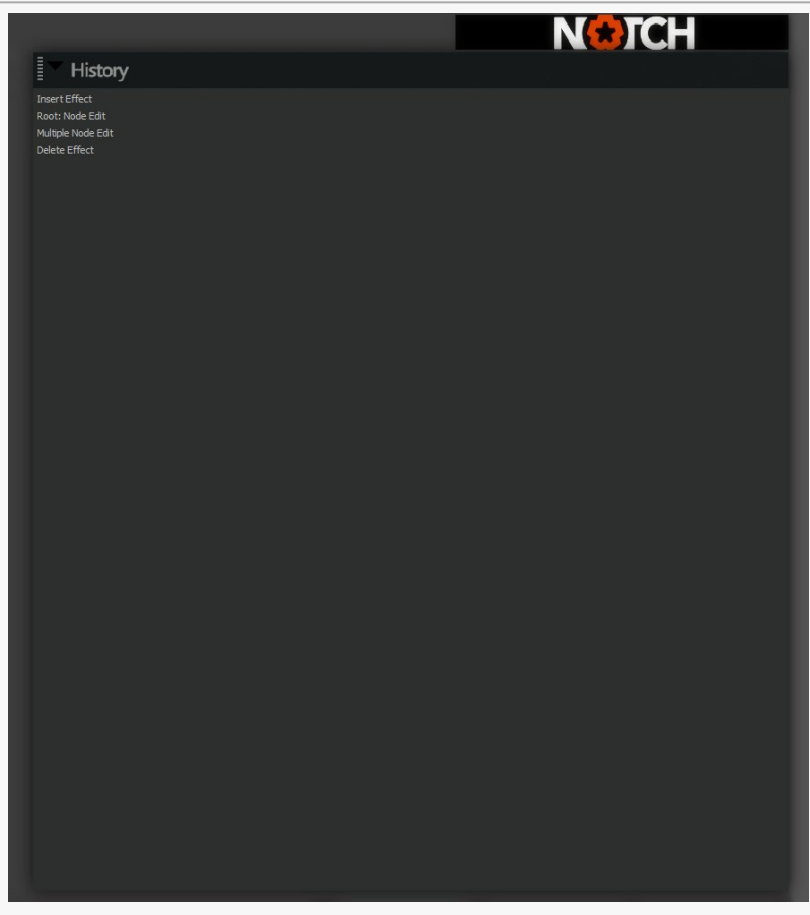 NOTCH
History
Insert Effect
Root: Node Edit
Multiple Node Edit
Delete Effect